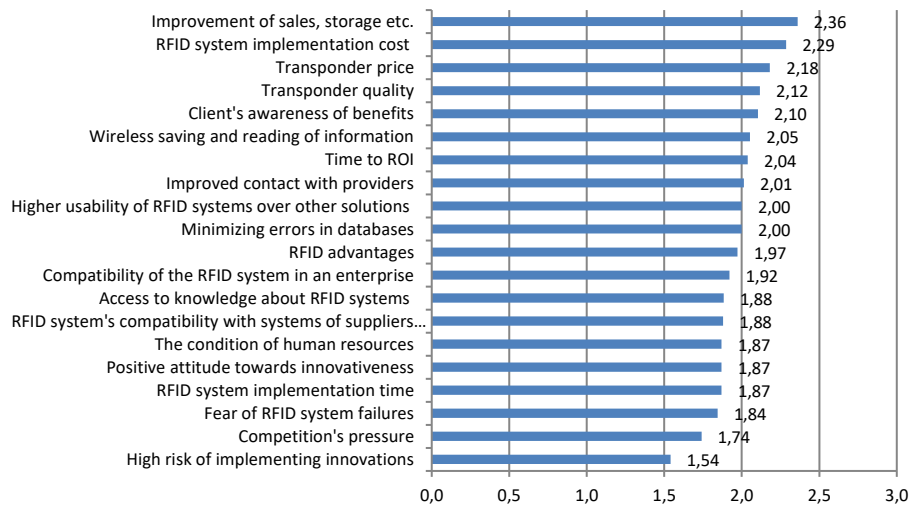 Improvement of sales, storage etc. 2,36
RFID system implementation cost 2,29
Transponder price 2,18
Transponder quality 2,12
Client's awareness of benefits 2,10
Wireless saving and reading of information 2,05
Time to ROI 2,04
Improved contact with providers 2,01
Higher usability of RFID systems over other solutions 2,00
Minimizing errors in databases 2,00
RFID advantages 1,97
Compatibility of the RFID system in an enterprise 1,92
Access to knowledge about RFID systems 1,88
RFID system's compatibility with systems of suppliers… 1,88
The condition of human resources 1,87
Positive attitude towards innovativeness 1,87
RFID system implementation time 1,87
Fear of RFID system failures 1,84
Competition's pressure 1,74
High risk of implementing innovations 1,54
0,0 0,5 1,0 1,5 2,0 2,5 3,0